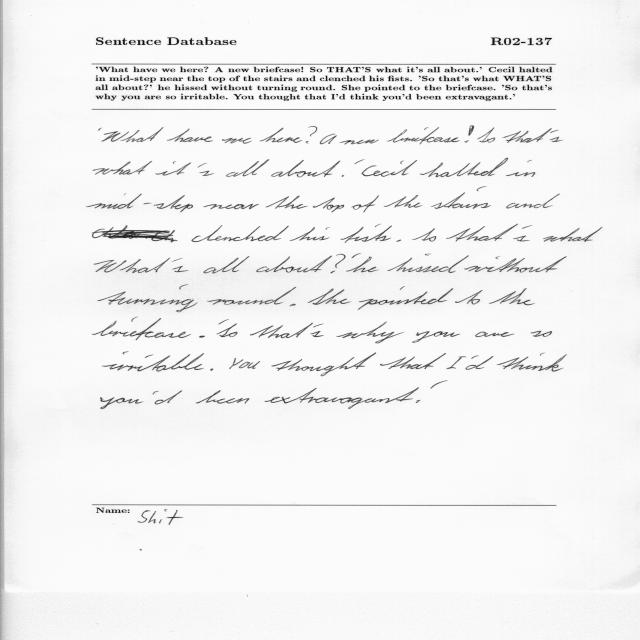 Sentence Database R02-137
'What have we here? A new briefcase! So THAT'S what it's all about.' Cecil halted
in mid-step near the top of the stairs and clenched his fists. 'So that's what WHAT'S
all about?' he hissed without turning round. She pointed to the briefcase. 'So that's
why you are so irritable. You thought that I'd think you'd been extravagant.'
'What have we here? A new briefcase! So that's
what it's all about.' Cecil halted in
mid-step near the top of the stairs and
clenched his fists. So that's what
What's all about?' he hissed without
turning round. She pointed to the
briefcase. 'So that's why you are so
irritable. You thought that I'd think
you'd been extravagant.'
Name: Shit